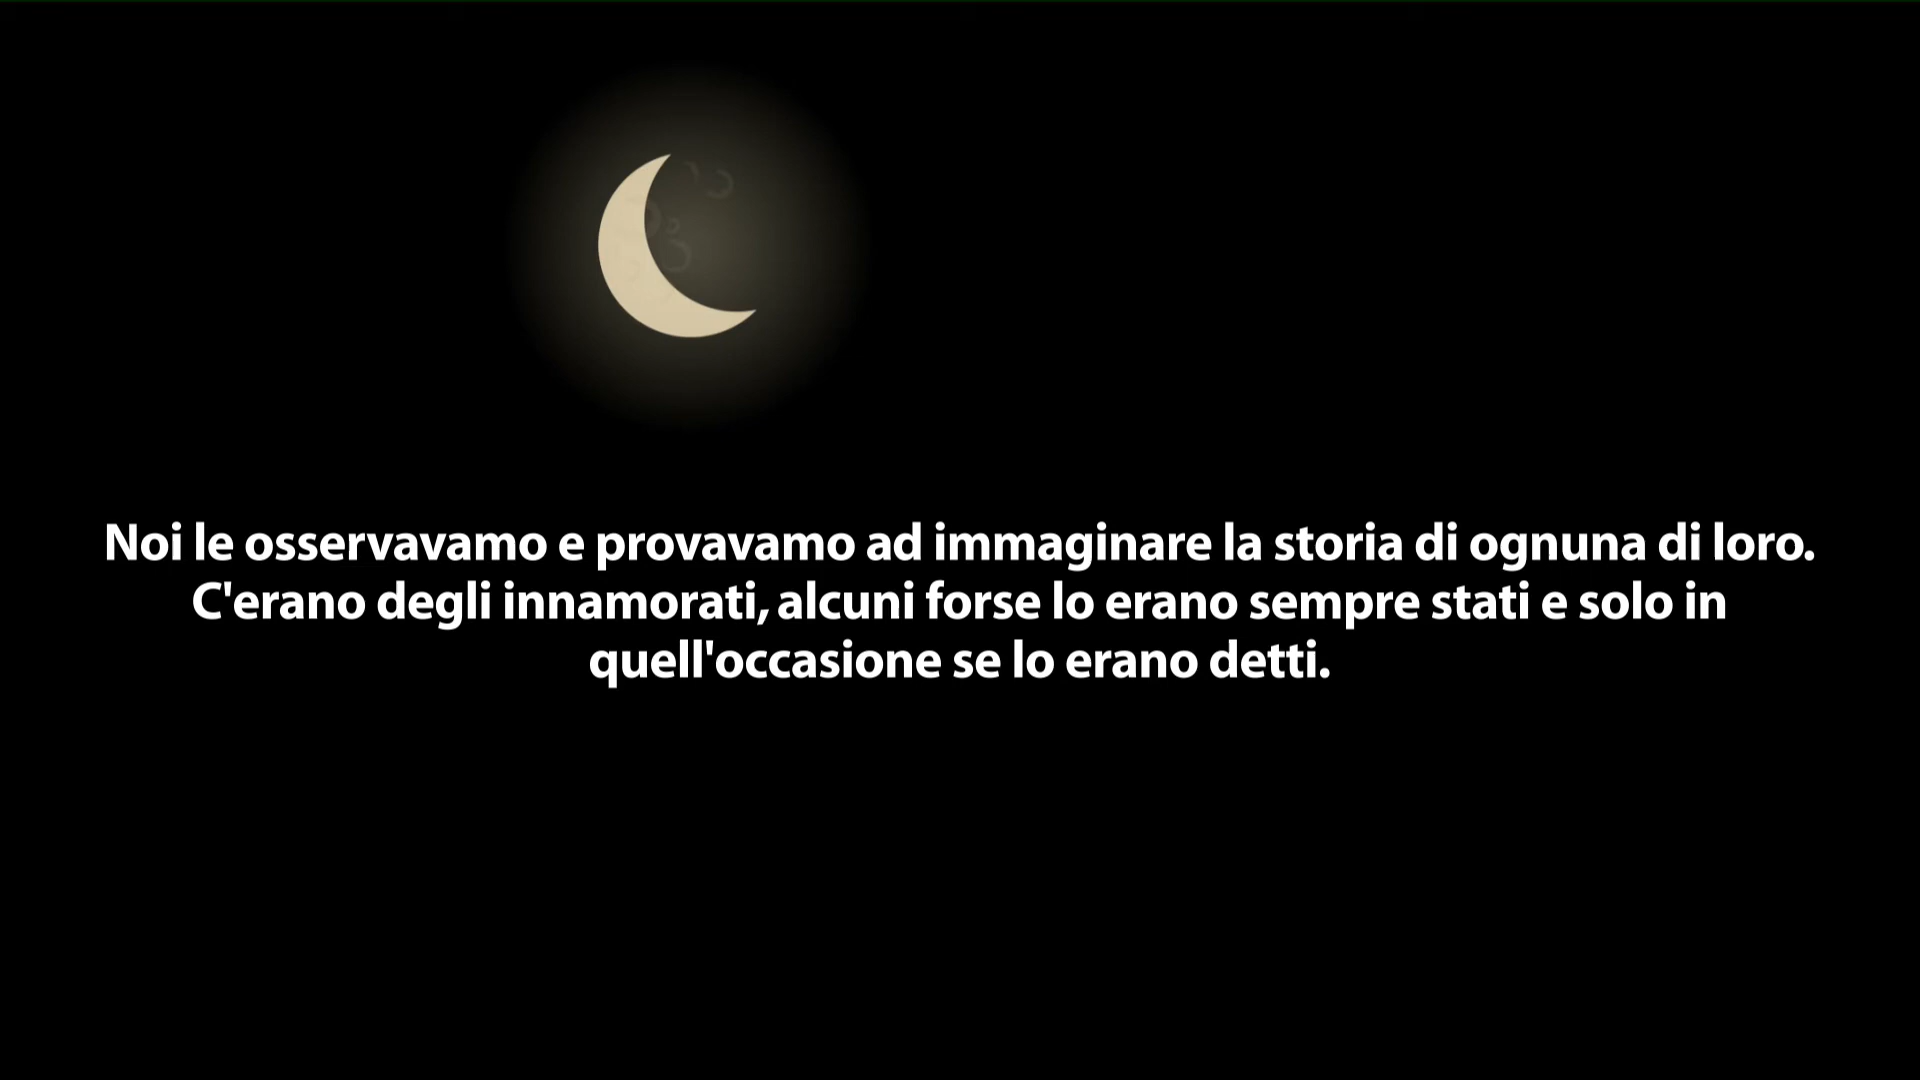 Noi le osservavamo e provavamo ad immaginare la storia di ognuna di loro.
C'erano degli innamorati, alcuni forse lo erano sempre stati e solo in
quell'occasione se lo erano detti.